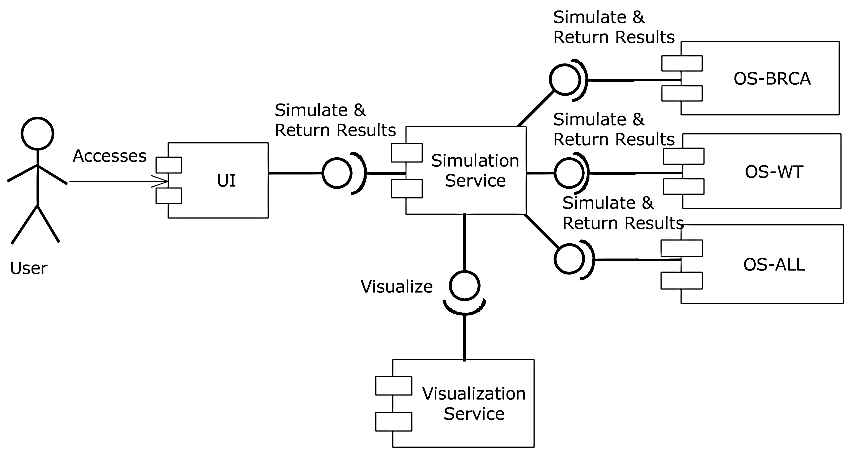 Simulate &
Return Results
OS-BRCA
Simulate &
Return Results
Accesses
UI
Simulation
Service
Simulate &
Return Results
OS-WT
Simulate &
Return Results
User
OS-ALL
Visualize
Visualization
Service